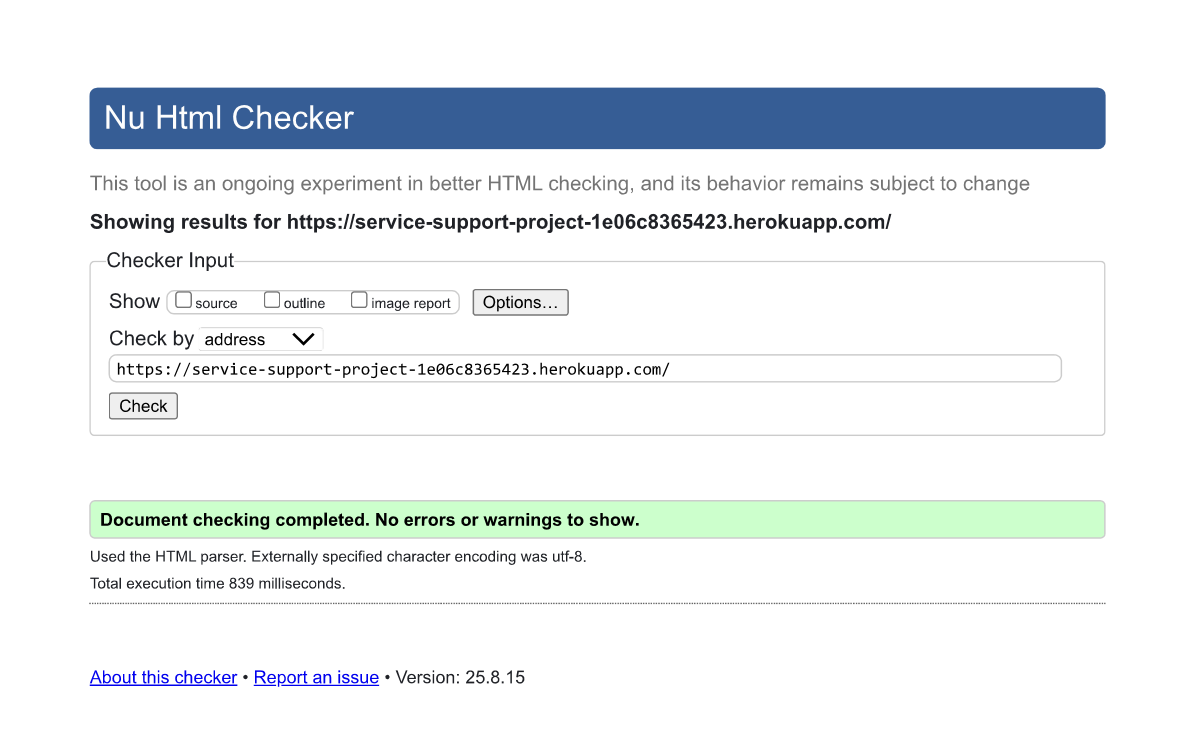 Nu Html Checker
This tool is an ongoing experiment in better HTML checking, and its behavior remains subject to change
Showing results for https://service-support-project-1e06c8365423.herokuapp.com/
Checker Input
Show source outline image report Options…
Check by address
https://service-support-project-1e06c8365423.herokuapp.com/
Check
Document checking completed. No errors or warnings to show.
Used the HTML parser. Externally specified character encoding was utf-8.
Total execution time 839 milliseconds.
About this checker • Report an issue • Version: 25.8.15